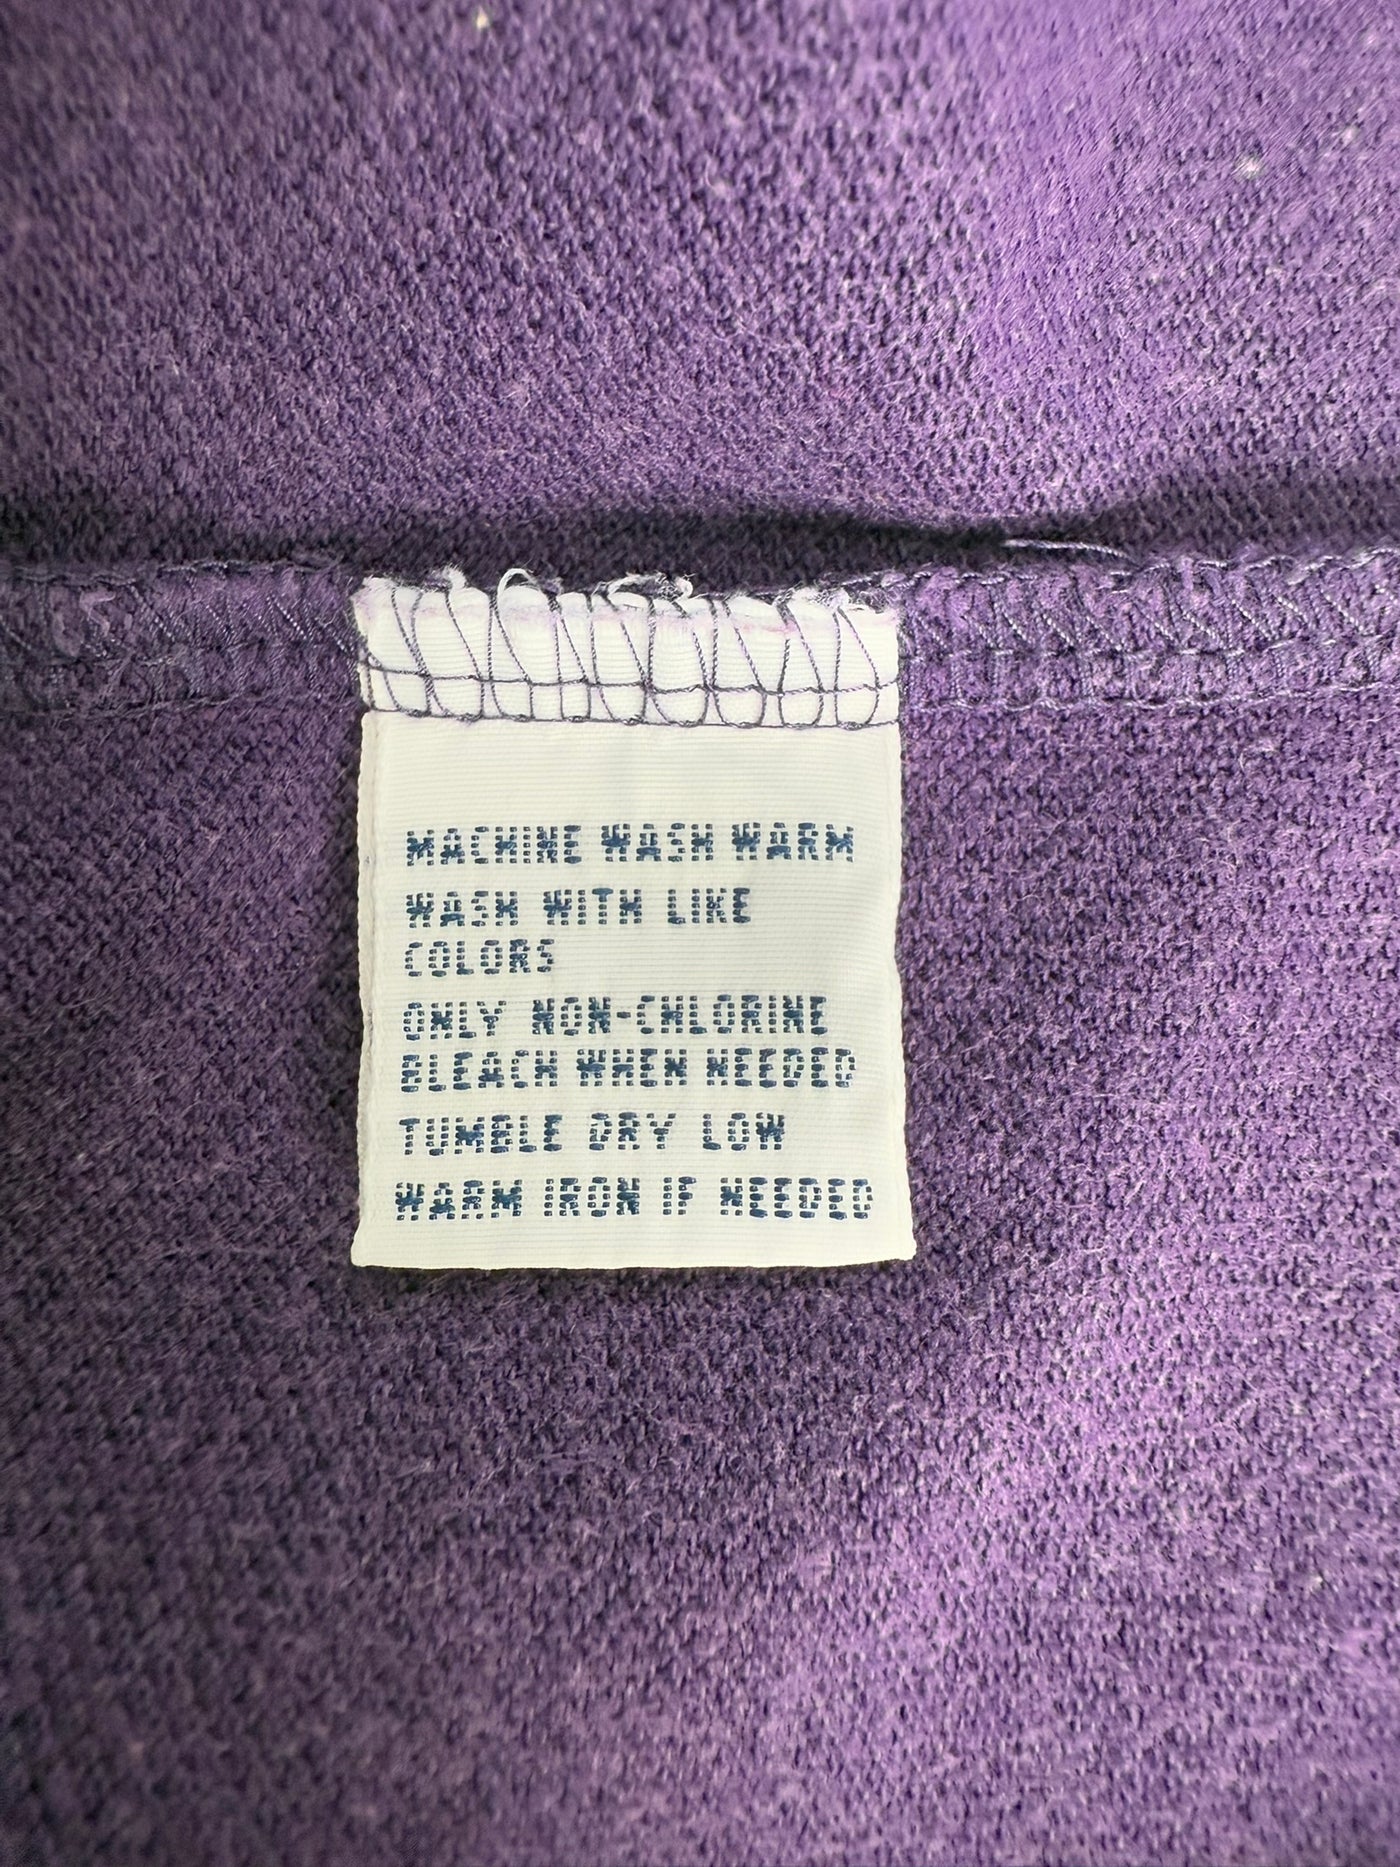 MACHINE WASH WARM
WASH WITH LIKE
COLORS
ONLY NON-CHLORINE
BLEACH WHEN NEEDED
TUMBLE DRY LOW
WARM IRON IF NEEDED